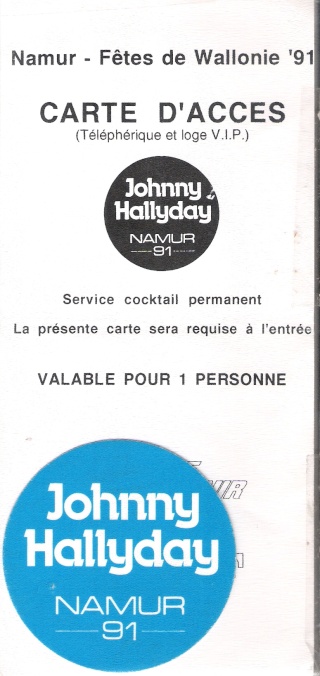 Namur - Fêtes de Wallonie '91
CARTE D'ACCES
(Téléphérique et loge V.I.P.)
Johnny
Hallyday
NAMUR
91
Service cocktail permanent
La présente carte sera requise à l'entrée
VALABLE POUR 1 PERSONNE
Johnny
Hallyday
NAMUR
91